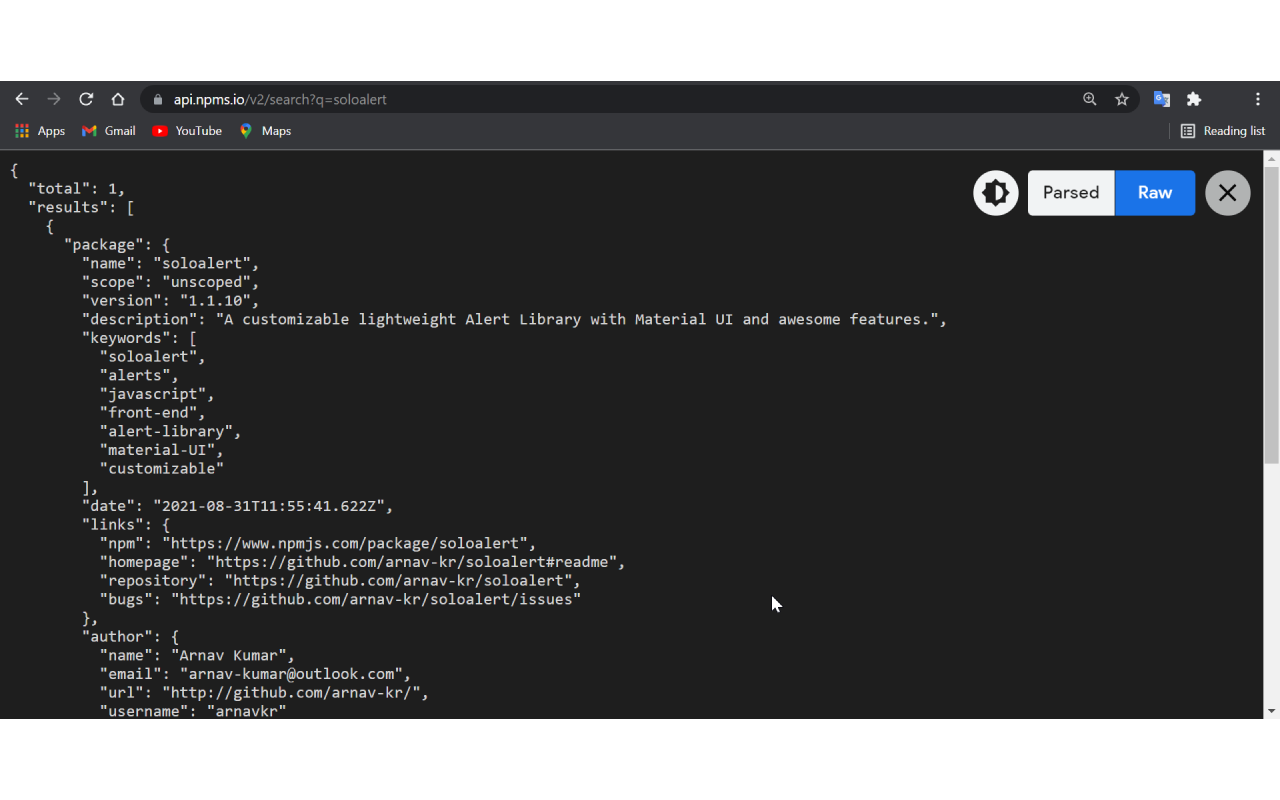 api.npms.io/v2/search?q=soloalert
Apps Gmail YouTube Maps Reading list
Parsed Raw
{
"total": 1,
"results": [
{
"package": {
"name": "soloalert",
"scope": "unscoped",
"version": "1.1.10",
"description": "A customizable lightweight Alert Library with Material UI and awesome features.",
"keywords": [
"soloalert",
"alerts",
"javascript",
"front-end",
"alert-library",
"material-UI",
"customizable"
],
"date": "2021-08-31T11:55:41.622Z",
"links": {
"npm": "https://www.npmjs.com/package/soloalert",
"homepage": "https://github.com/arnav-kr/soloalert#readme",
"repository": "https://github.com/arnav-kr/soloalert",
"bugs": "https://github.com/arnav-kr/soloalert/issues"
},
"author": {
"name": "Arnav Kumar",
"email": "arnav-kumar@outlook.com",
"url": "http://github.com/arnav-kr/",
"username": "arnavkr"